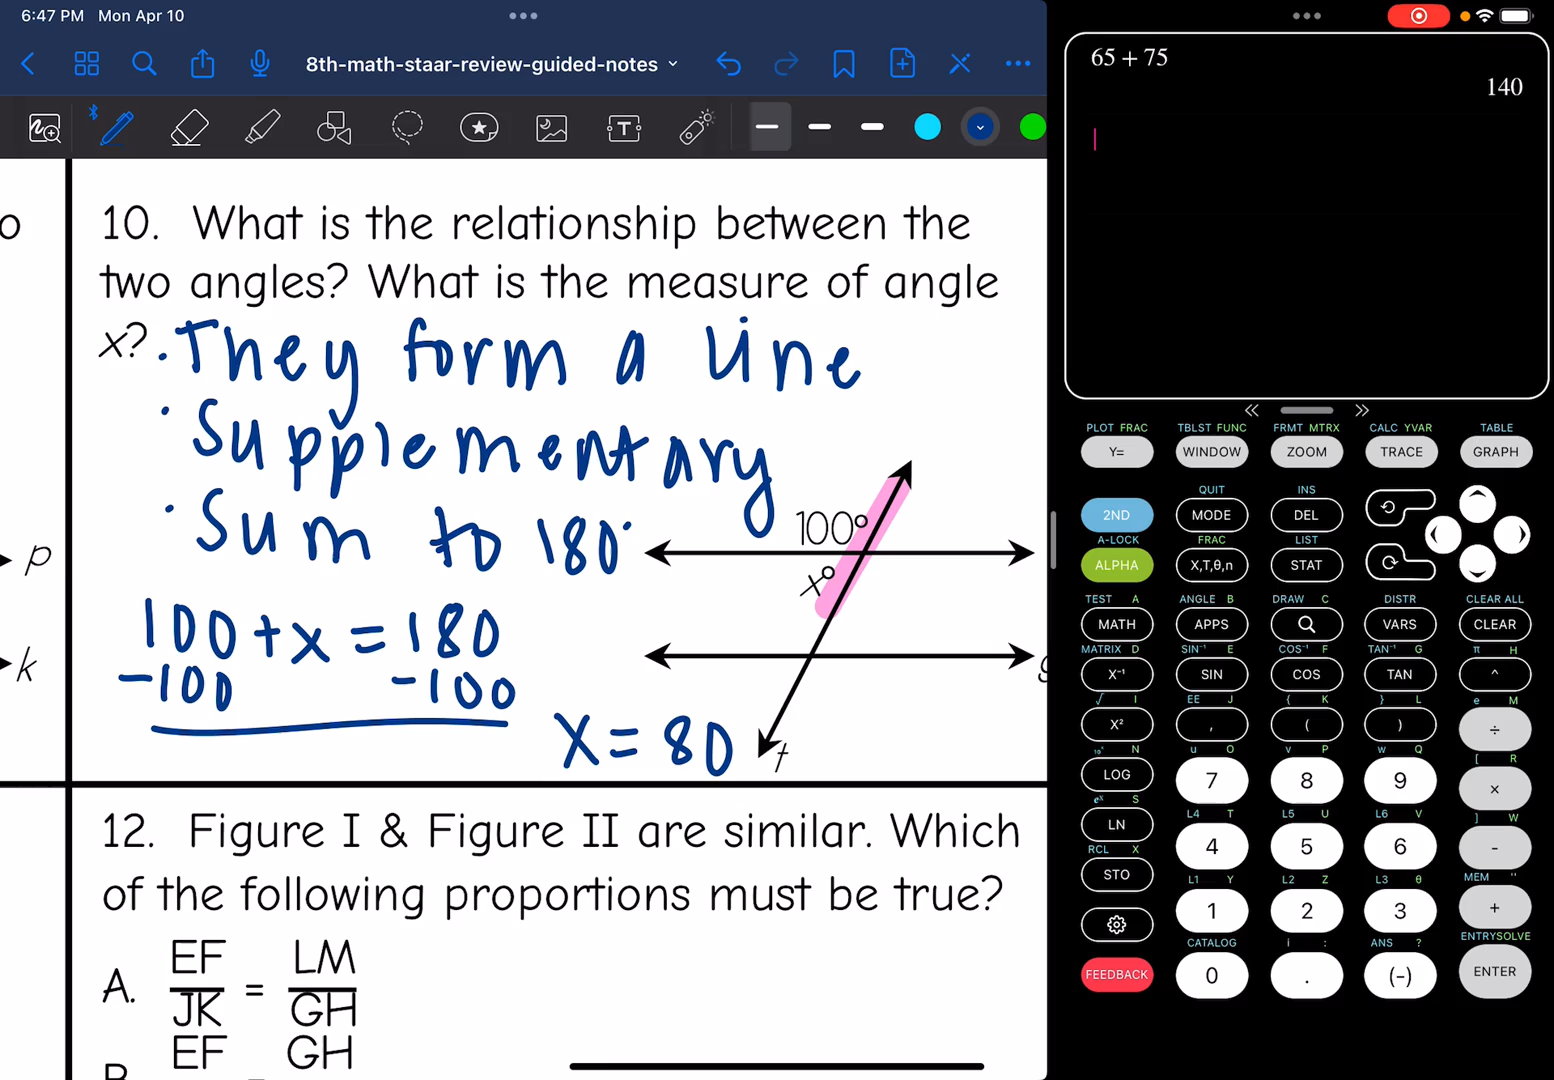 6:47 PM Mon Apr 10
8th-math-staar-review-guided-notes
65 + 75
140
o
10. What is the relationship between the
two angles? What is the measure of angle
x?
· They form a line
· Supplementary
· Sum to 180°
100°
x°
p
k
t
100 + x = 180
-100 -100
x = 80
12. Figure I & Figure II are similar. Which
of the following proportions must be true?
A. EF = LM
JK GH
EF GH
PLOT FRAC TBLST FUNC FRMT MTRX CALC YVAR TABLE
Y= WINDOW ZOOM TRACE GRAPH
QUIT INS
2ND MODE DEL
A-LOCK FRAC LIST
ALPHA X,T,θ,n STAT
TEST A ANGLE B DRAW C DISTR CLEAR ALL
MATH APPS VARS CLEAR
MATRIX D SIN⁻¹ E COS⁻¹ F TAN⁻¹ G π H
X⁻¹ SIN COS TAN ^
√ I EE J { K } L e M
X² , ( ) ÷
10ˣ N u O v P w Q [ R
LOG 7 8 9 ×
eˣ S L4 T L5 U L6 V ] W
LN 4 5 6 -
RCL X L1 Y L2 Z L3 θ MEM "
STO 1 2 3 +
CATALOG i : ANS ? ENTRY SOLVE
FEEDBACK 0 . (-) ENTER